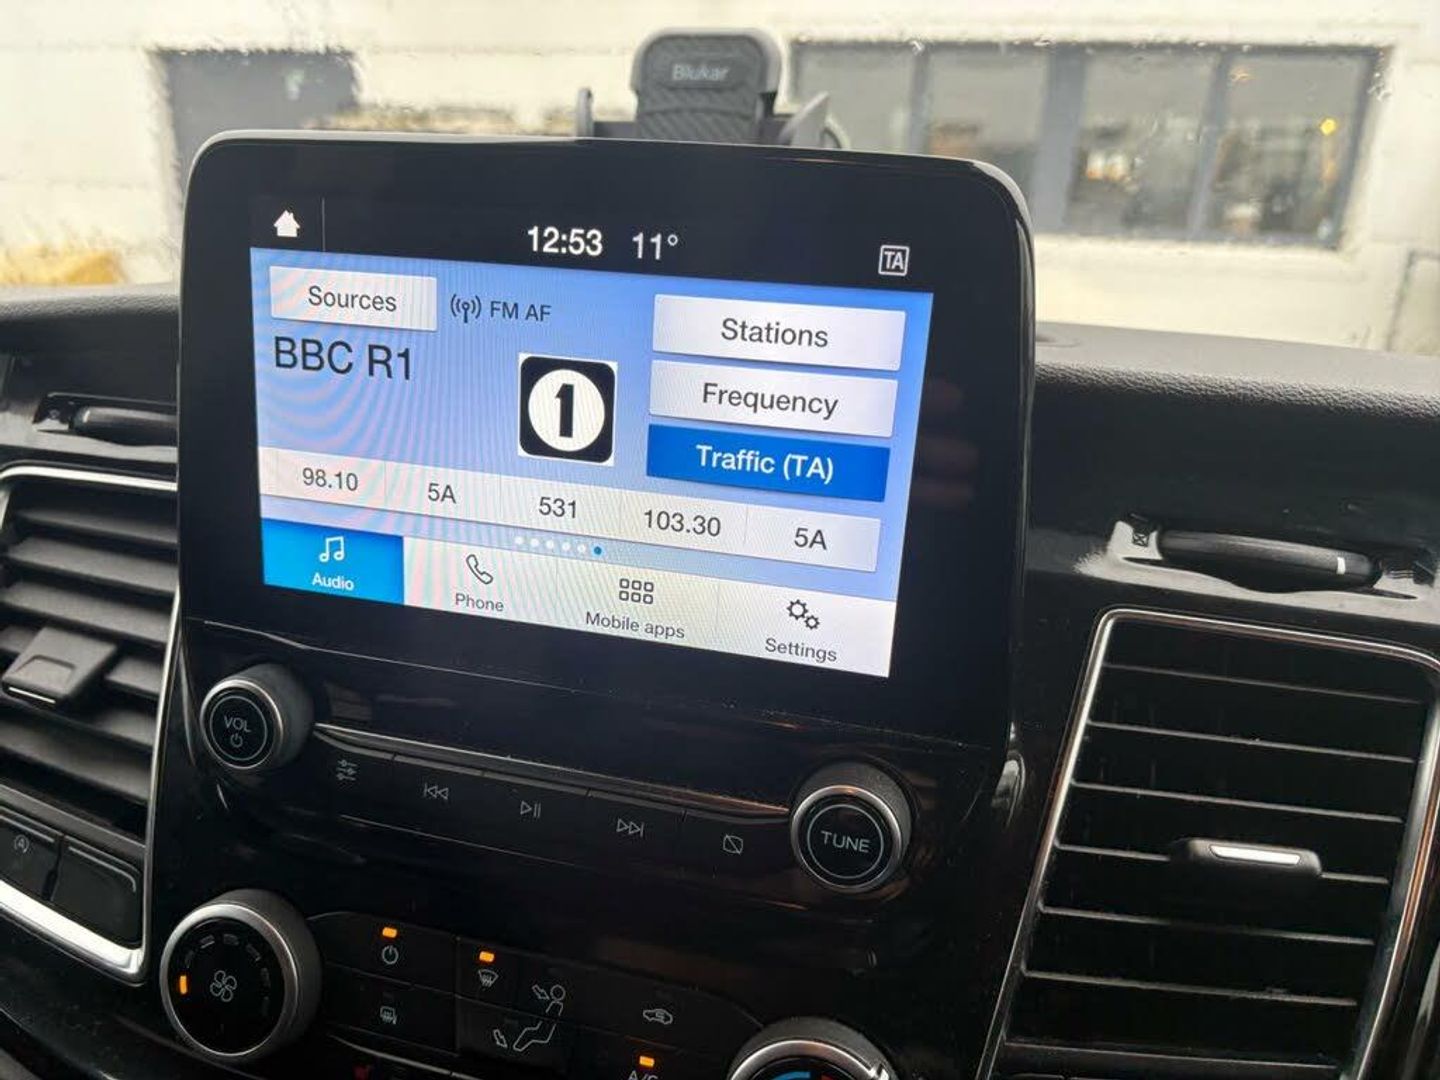 Blukar
12:53 11°
TA
Sources
FM AF
Stations
BBC R1
1
Frequency
Traffic (TA)
98.10 5A 531 103.30 5A
Audio
Phone
Mobile apps
Settings
VOL
TUNE
(A)
A/C